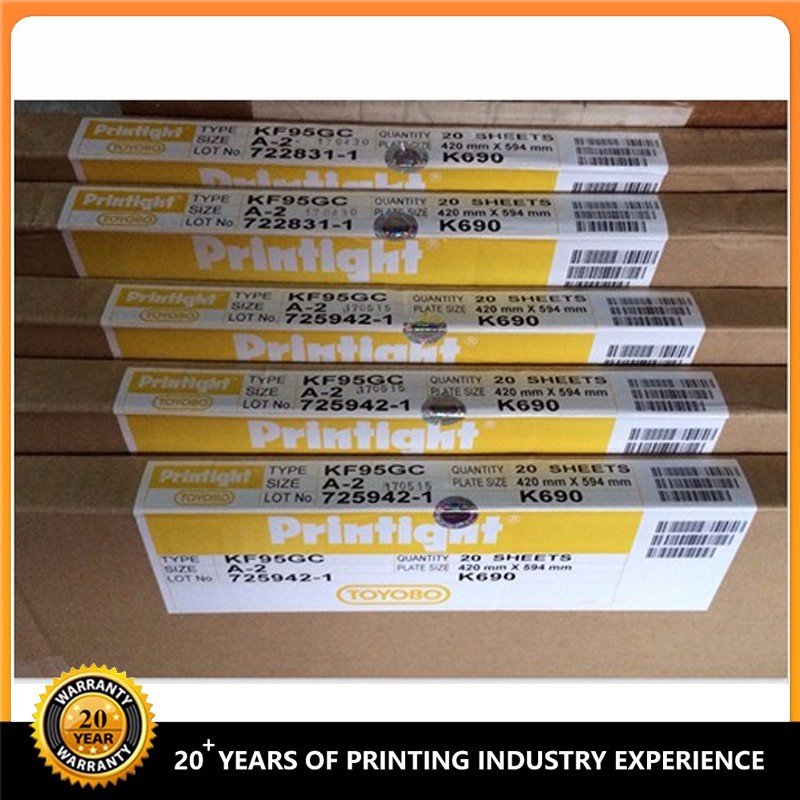 Printight TYPE KF95GC QUANTITY 20 SHEETS
TOYOBO SIZE A-2 170430 420 mm X 594 mm
LOT No 722831-1 K690
Printight
Printight TYPE KF95GC QUANTITY 20 SHEETS
TOYOBO SIZE A-2 170430 PLATE SIZE 420 mm X 594 mm
LOT No 722831-1 K690
Printight
Printight TYPE KF95GC QUANTITY 20 SHEETS
TOYOBO SIZE A-2 170515 PLATE SIZE 420 mm X 594 mm
LOT No. 725942-1 K690
Printight®
Printight TYPE KF95GC QUANTITY 20 SHEETS
TOYOBO SIZE A-2 170515 PLATE SIZE 420 mm X 594 mm
LOT No. 725942-1 K690
Printight®
Printight TYPE KF95GC QUANTITY 20 SHEETS
TOYOBO SIZE A-2 170515 PLATE SIZE 420 mm X 594 mm
LOT No 725942-1 K690
Printight®
TYPE KF95GC QUANTITY 20 SHEETS
SIZE A-2 PLATE SIZE 420 mm X 594 mm
LOT No 725942-1 K690
TOYOBO
WARRANTY
20
YEAR
WARRANTY
20+ YEARS OF PRINTING INDUSTRY EXPERIENCE